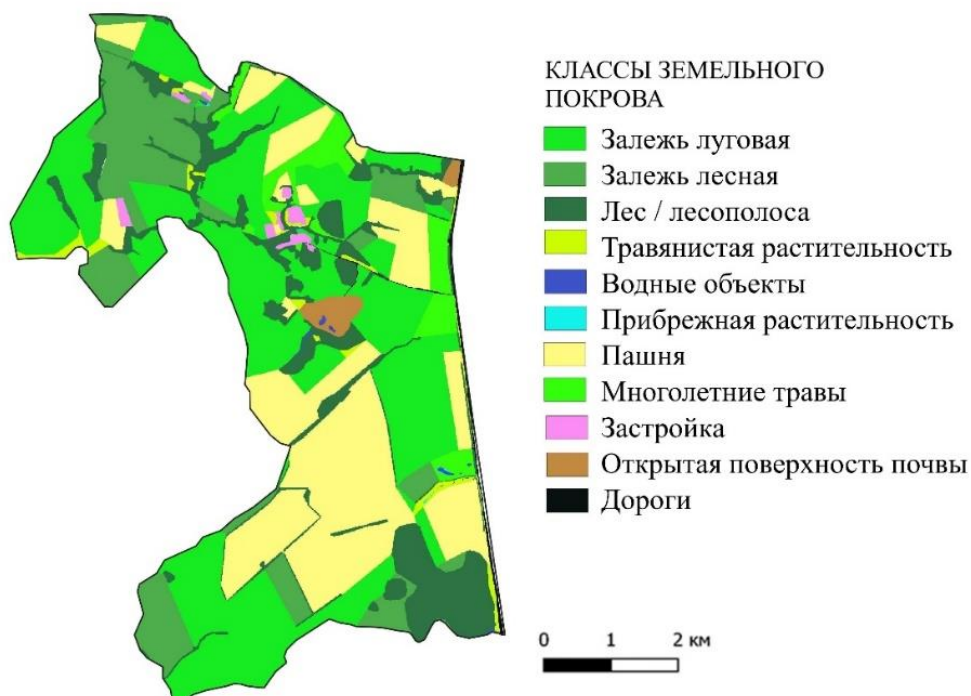 КЛАССЫ ЗЕМЕЛЬНОГО
ПОКРОВА
Залежь луговая
Залежь лесная
Лес / лесополоса
Травянистая растительность
Водные объекты
Прибрежная растительность
Пашня
Многолетние травы
Застройка
Открытая поверхность почвы
Дороги
0 1 2 км